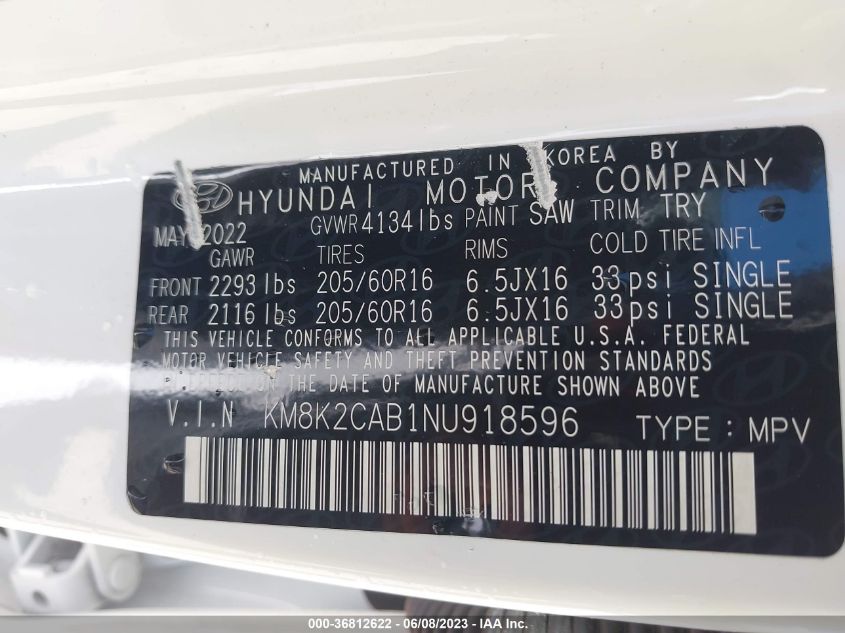 MANUFACTURED IN KOREA BY
HYUNDAI MOTOR COMPANY
MAY 2022 GVWR 4134lbs PAINT SAW TRIM TRY
GAWR TIRES RIMS COLD TIRE INFL
FRONT 2293lbs 205/60R16 6.5JX16 33psi SINGLE
REAR 2116lbs 205/60R16 6.5JX16 33psi SINGLE
THIS VEHICLE CONFORMS TO ALL APPLICABLE U.S.A. FEDERAL
MOTOR VEHICLE SAFETY AND THEFT PREVENTION STANDARDS
IN EFFECT ON THE DATE OF MANUFACTURE SHOWN ABOVE
V.I.N KM8K2CAB1NU918596 TYPE : MPV
000-36812622 - 06/08/2023 - IAA Inc.